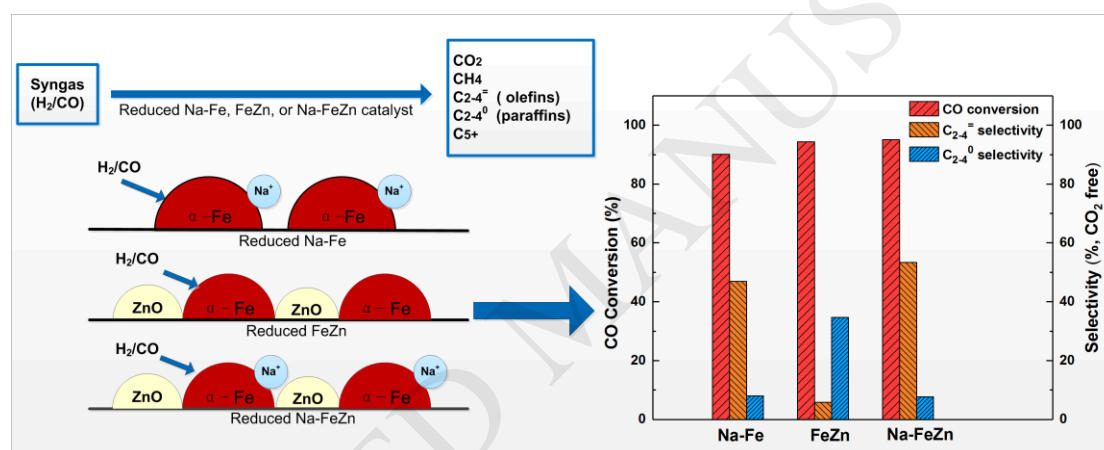 Syngas
(H2/CO)
Reduced Na-Fe, FeZn, or Na-FeZn catalyst
CO2
CH4
C2-4= ( olefins)
C2-40 (paraffins)
C5+
H2/CO
Na+
Na+
α-Fe
α-Fe
Reduced Na-Fe
H2/CO
ZnO
α-Fe
ZnO
α-Fe
Reduced FeZn
H2/CO
Na+
Na+
ZnO
α-Fe
ZnO
α-Fe
Reduced Na-FeZn
CO conversion
C2-4= selectivity
C2-40 selectivity
CO Conversion (%)
100
80
60
40
20
0
Na-Fe
FeZn
Na-FeZn
100
80
60
40
20
0
Selectivity (%, CO2 free)
ED MANUS